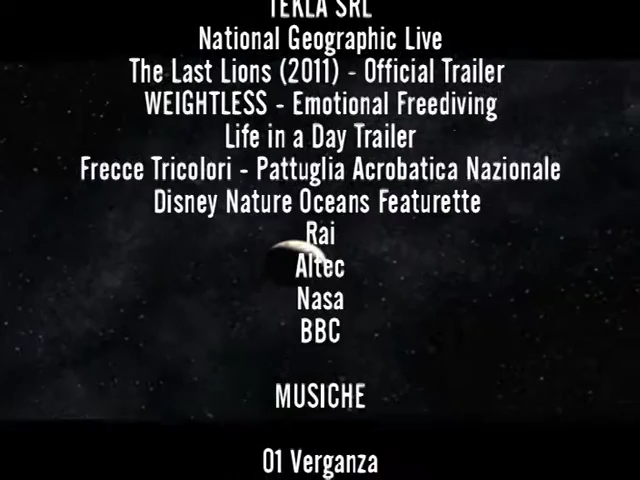 TEKLA SRL
National Geographic Live
The Last Lions (2011) - Official Trailer
WEIGHTLESS - Emotional Freediving
Life in a Day Trailer
Frecce Tricolori - Pattuglia Acrobatica Nazionale
Disney Nature Oceans Featurette
Rai
Altec
Nasa
BBC
MUSICHE
01 Verganza